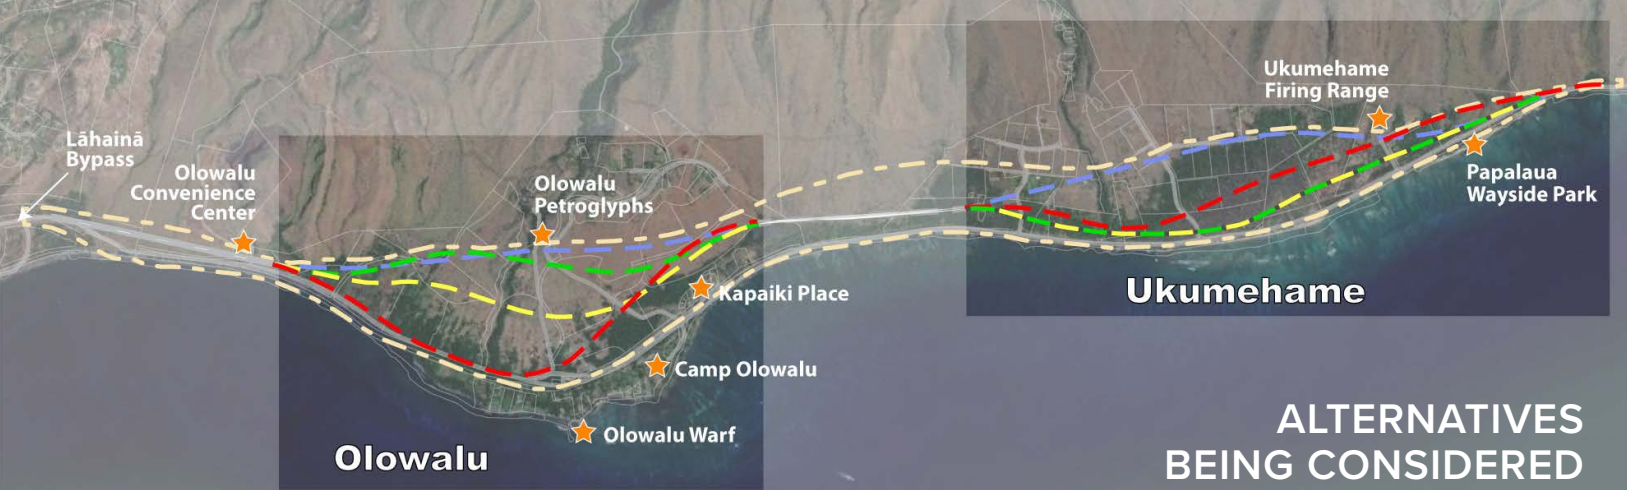 Lāhainā
Bypass
Olowalu
Convenience
Center
Olowalu
Petroglyphs
Kapaiki Place
Camp Olowalu
Olowalu Warf
Olowalu
Ukumehame
Firing Range
Papalaua
Wayside Park
Ukumehame
ALTERNATIVES
BEING CONSIDERED